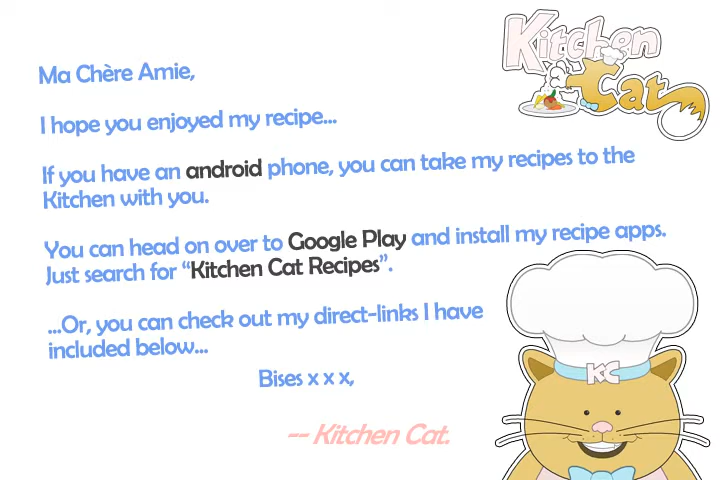 Kitchen
Cat
Ma Chère Amie,
I hope you enjoyed my recipe...
If you have an android phone, you can take my recipes to the
Kitchen with you.
You can head on over to Google Play and install my recipe apps.
Just search for “Kitchen Cat Recipes”.
...Or, you can check out my direct-links I have
included below...
Bises x x x,
-- Kitchen Cat.
KC